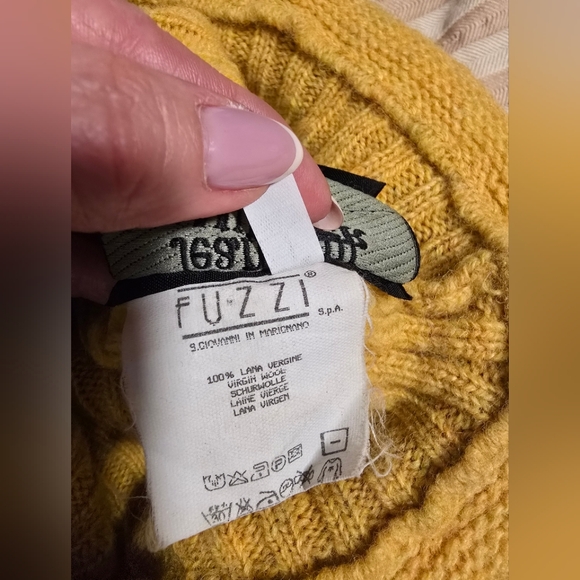 FUZZI®
S.p.A.
S.GIOVANNI IN MARIGNANO
100% LANA VERGINE
VIRGIN WOOL
SCHURWOLLE
LAINE VIERGE
LANA VIRGEN